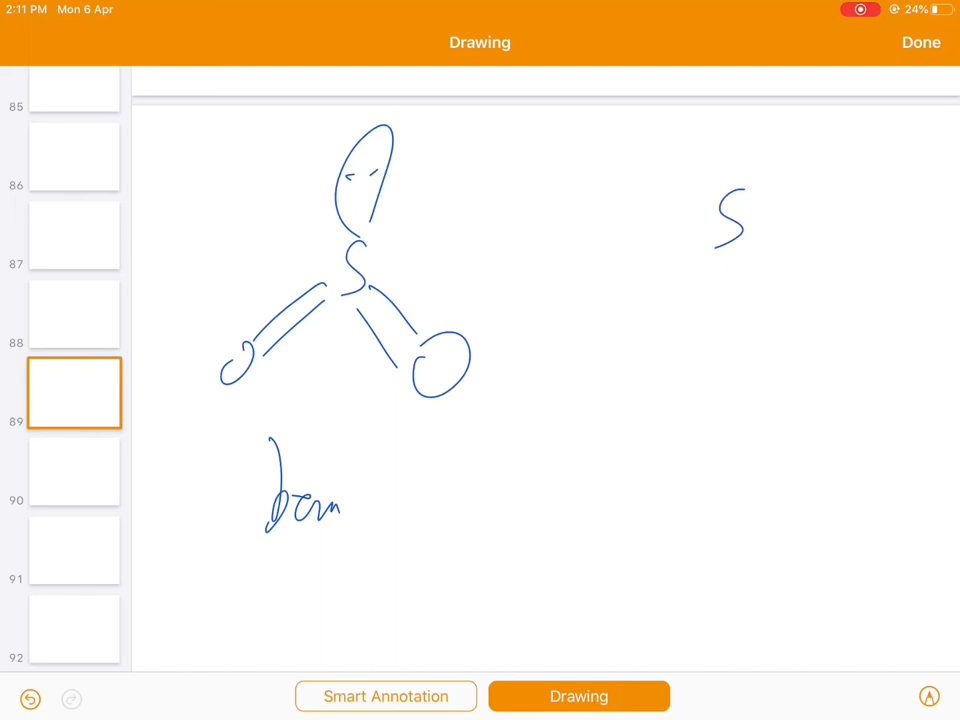 2:11 PM Mon 6 Apr 24%
Drawing
Done
85
86
87
88
89
90
91
92
S
S
O O
Smart Annotation
Drawing